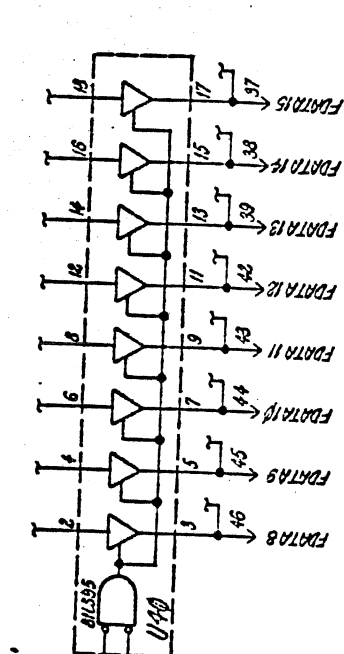 81LS95
U40
2 3 46 FDATA8
4 5 45 FDATA9
6 7 44 FDATA10
8 9 43 FDATA11
12 11 42 FDATA12
14 13 39 FDATA13
16 15 38 FDATA14
19 17 37 FDATA15